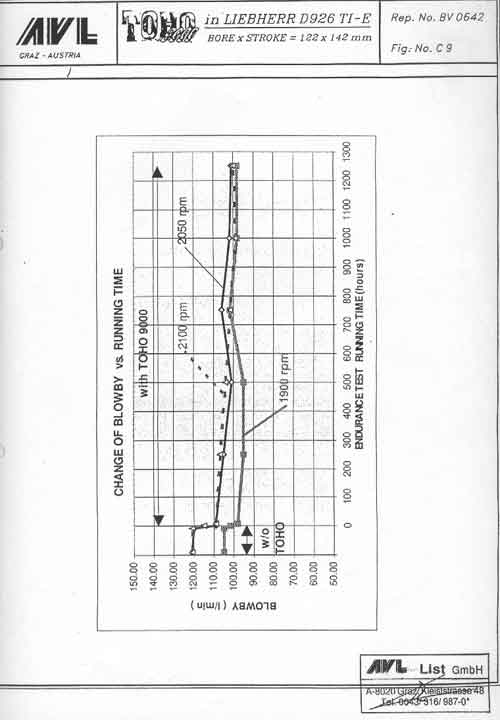 AVL
GRAZ - AUSTRIA
TOHO
in LIEBHERR D926 TI-E
BORE x STROKE = 122 x 142 mm
Rep. No. BV 0642
Fig. No. C 9
CHANGE OF BLOWBY vs. RUNNING TIME
with TOHO 9000
2100 rpm
2050 rpm
1900 rpm
w/o
TOHO
BLOWBY ( l/min )
150.00
140.00
130.00
120.00
110.00
100.00
90.00
80.00
70.00
60.00
50.00
0
100
200
300
400
500
600
700
800
900
1000
1100
1200
1300
ENDURANCE TEST RUNNING TIME (hours)
AVL List GmbH
A-8020 Graz, Kleiststrasse 48
Tel. 0043/316/987-0*